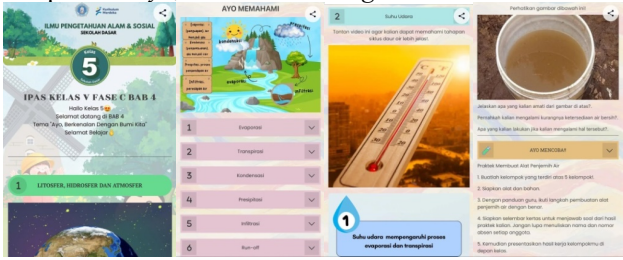 ILMU PENGETAHUAN ALAM & SOSIAL
SEKOLAH DASAR
5
IPAS KELAS V FASE C BAB 4
Hallo Kelas 5
Selamat datang di BAB 4
Tema "Ayo, Berkenalan Dengan Bumi Kita"
Selamat Belajar
1 LITOSFER, HIDROSFER DAN ATMOSFER
AYO MEMAHAMI
1 Evaporasi
2 Transpirasi
3 Kondensasi
4 Presipitasi
5 Infiltrasi
6 Run-off
2 Suhu Udara
Tonton video ini agar kalian dapat memahami tahapan
siklus daur air lebih jelas!
1
Suhu udara mempengaruhi proses
evaporasi dan transpirasi
Perhatikan gambar dibawah ini!
Jelaskan apa yang kalian amati dari gambar di atas?
Pernahkah kalian mengalami kurangnya ketersediaan air bersih?
Apa yang kalian lakukan jika kalian mengalami hal tersebut?
AYO MENCOBA!!
Praktek Membuat Alat Penjernih Air
1. Buatlah kelompok yang terdiri atas 5 kelompok!
2. Siapkan alat dan bahan.
3. Dengan panduan guru, ikuti langkah pembuatan alat
penjernih air dengan benar.
4. Siapkan selembar kertas untuk menjawab soal dari hasil
praktek kalian. Jangan lupa menuliskan nama dan nomor
absen setiap anggota.
5. Kemudian presentasikan hasil kerja kelompokmu di
depan kelas.